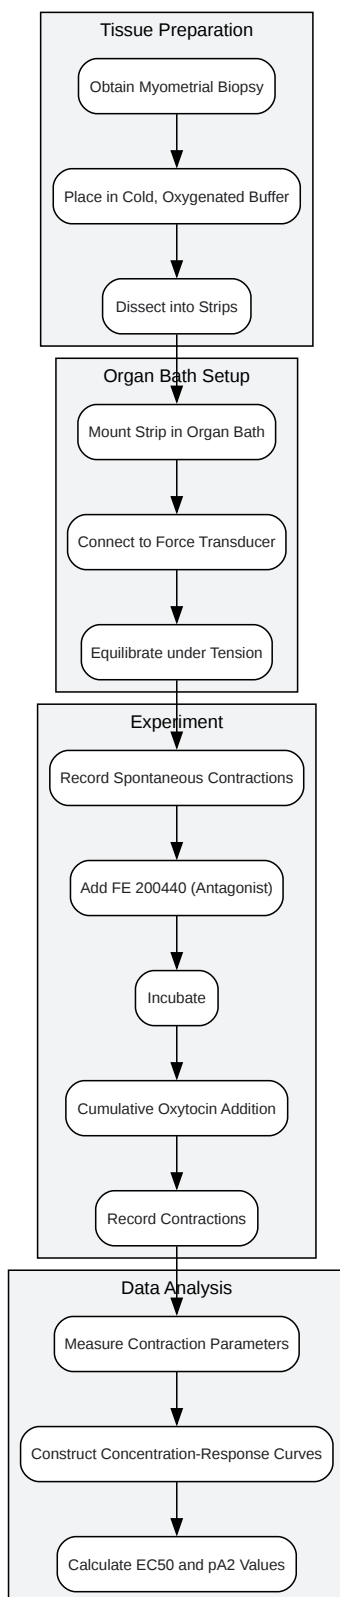 Tissue Preparation
Obtain Myometrial Biopsy
Place in Cold, Oxygenated Buffer
Dissect into Strips
Organ Bath Setup
Mount Strip in Organ Bath
Connect to Force Transducer
Equilibrate under Tension
Experiment
Record Spontaneous Contractions
Add FE 200440 (Antagonist)
Incubate
Cumulative Oxytocin Addition
Record Contractions
Data Analysis
Measure Contraction Parameters
Construct Concentration-Response Curves
Calculate EC50 and pA2 Values